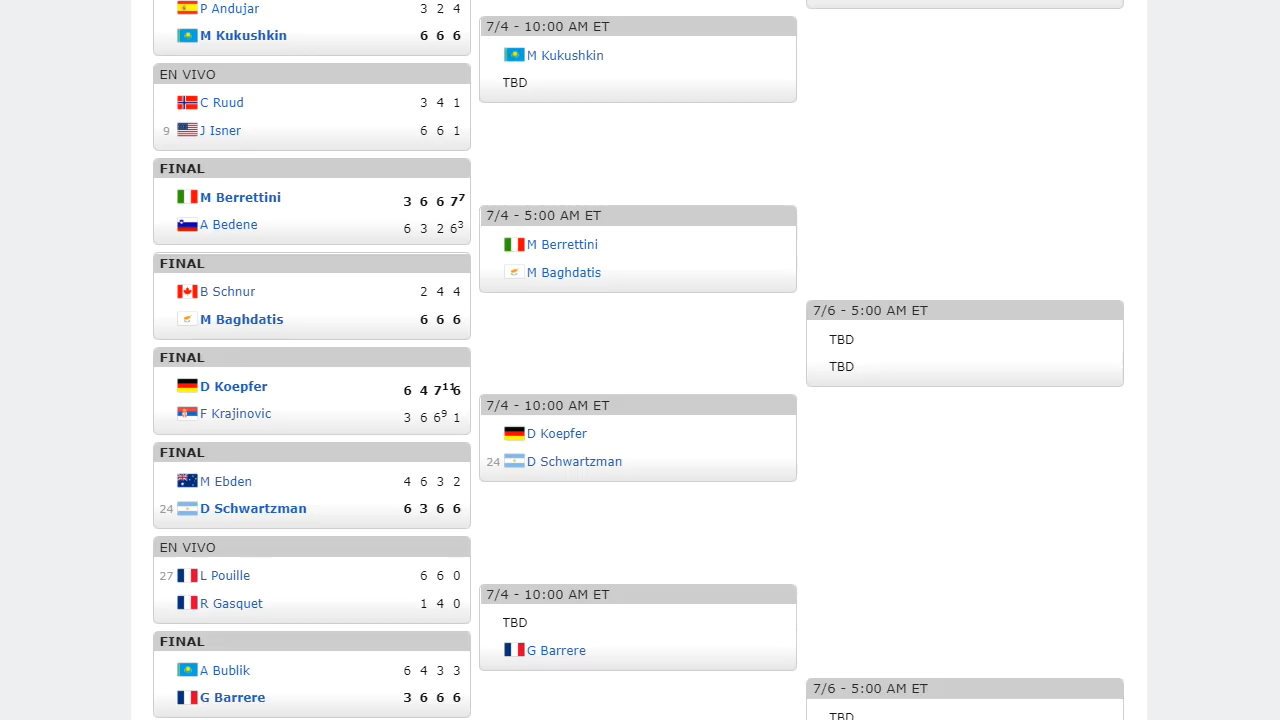 P Andujar 3 2 4
M Kukushkin 6 6 6
EN VIVO
C Ruud 3 4 1
9 J Isner 6 6 1
FINAL
M Berrettini 3 6 6 7 7
A Bedene 6 3 2 6 3
FINAL
B Schnur 2 4 4
M Baghdatis 6 6 6
FINAL
D Koepfer 6 4 7 11 6
F Krajinovic 3 6 6 9 1
FINAL
M Ebden 4 6 3 2
24 D Schwartzman 6 3 6 6
EN VIVO
27 L Pouille 6 6 0
R Gasquet 1 4 0
FINAL
A Bublik 6 4 3 3
G Barrere 3 6 6 6
7/4 - 10:00 AM ET
M Kukushkin
TBD
7/4 - 5:00 AM ET
M Berrettini
M Baghdatis
7/4 - 10:00 AM ET
D Koepfer
24 D Schwartzman
7/4 - 10:00 AM ET
TBD
G Barrere
7/6 - 5:00 AM ET
TBD
TBD
7/6 - 5:00 AM ET
TBD